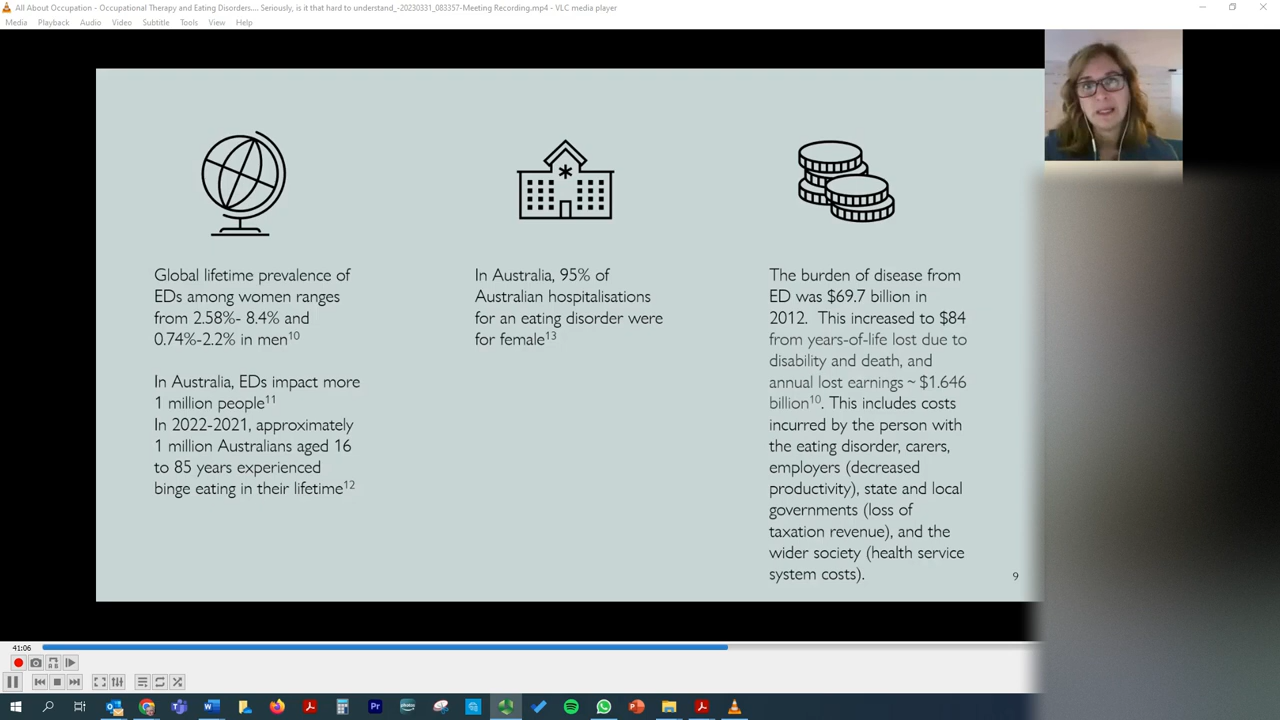 All About Occupation - Occupational Therapy and Eating Disorders.... Seriously, is it that hard to understand_-20230331_083357-Meeting Recording.mp4 - VLC media player
Media Playback Audio Video Subtitle Tools View Help
Global lifetime prevalence of
EDs among women ranges
from 2.58%- 8.4% and
0.74%-2.2% in men10
In Australia, EDs impact more
1 million people11
In 2022-2021, approximately
1 million Australians aged 16
to 85 years experienced
binge eating in their lifetime12
In Australia, 95% of
Australian hospitalisations
for an eating disorder were
for female13
The burden of disease from
ED was $69.7 billion in
2012.  This increased to $84
from years-of-life lost due to
disability and death, and
annual lost earnings ~ $1.646
billion10. This includes costs
incurred by the person with
the eating disorder, carers,
employers (decreased
productivity), state and local
governments (loss of
taxation revenue), and the
wider society (health service
system costs).
9
41:06